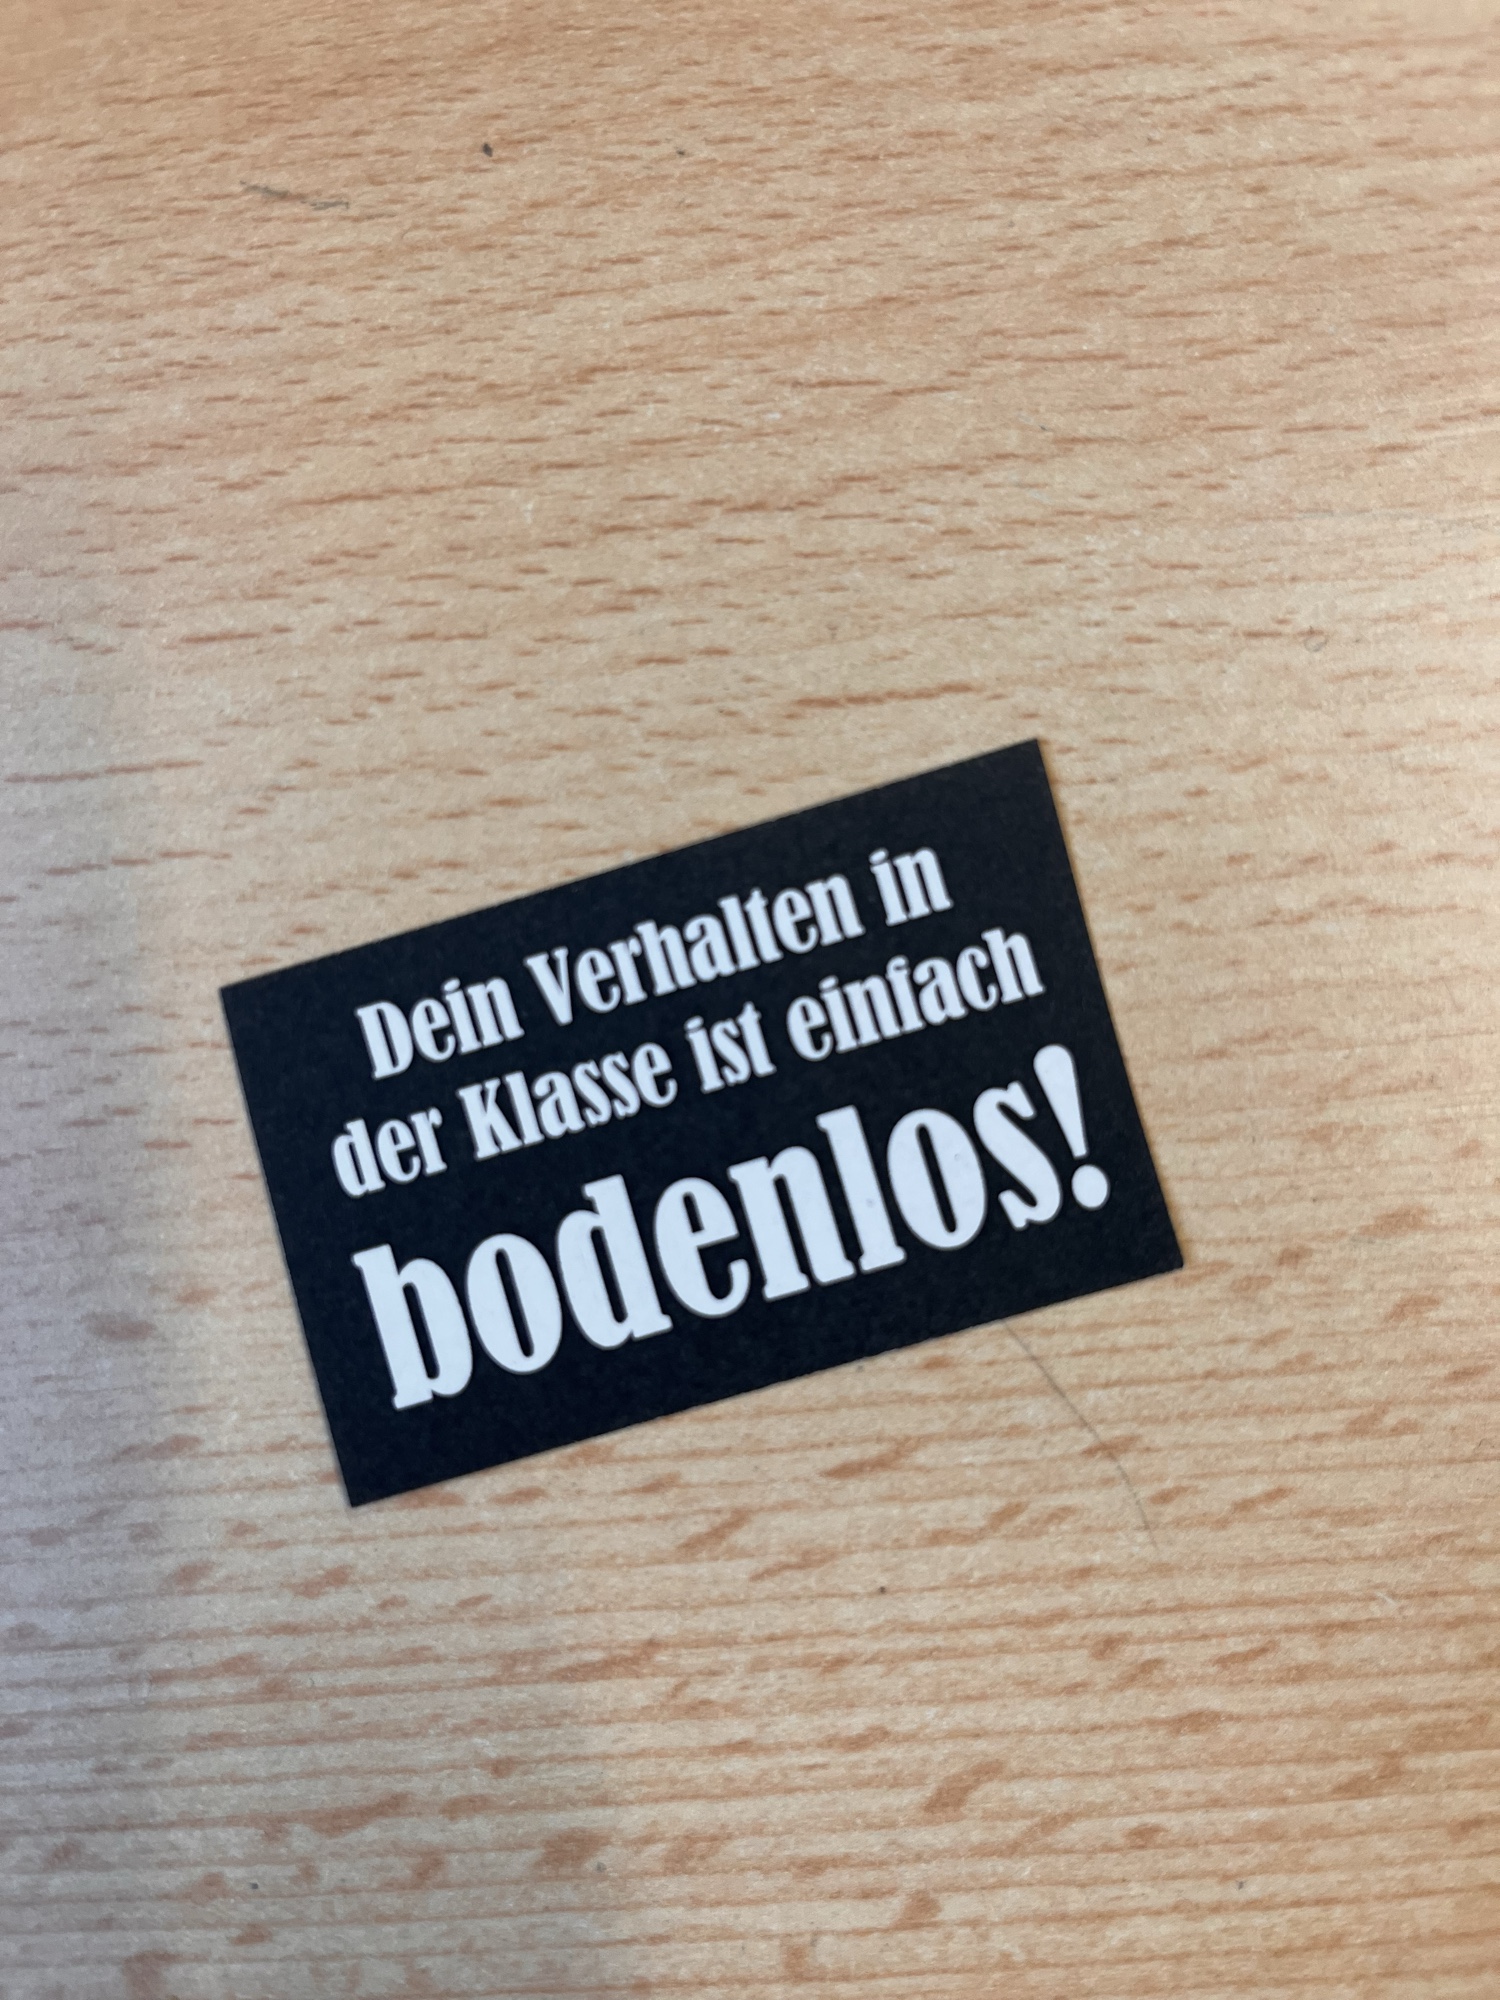 Dein Verhalten in
der Klasse ist einfach
bodenlos!